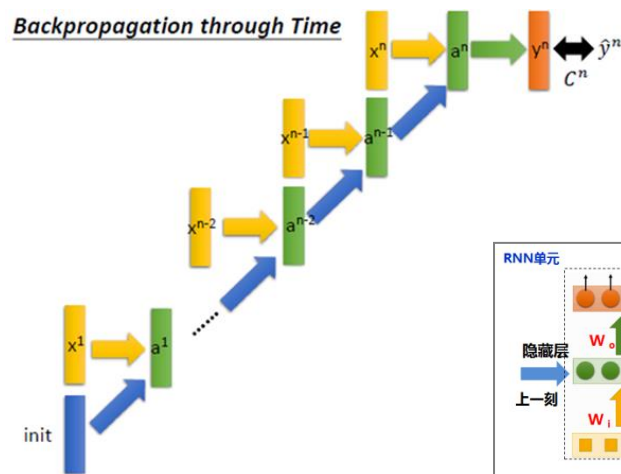 Backpropagation through Time
xⁿ
aⁿ
yⁿ
ŷⁿ
Cⁿ
xⁿ⁻¹
aⁿ⁻¹
xⁿ⁻²
aⁿ⁻²
......
x¹
a¹
init
RNN单元
隐藏层
上一刻
Wₒ
Wᵢ